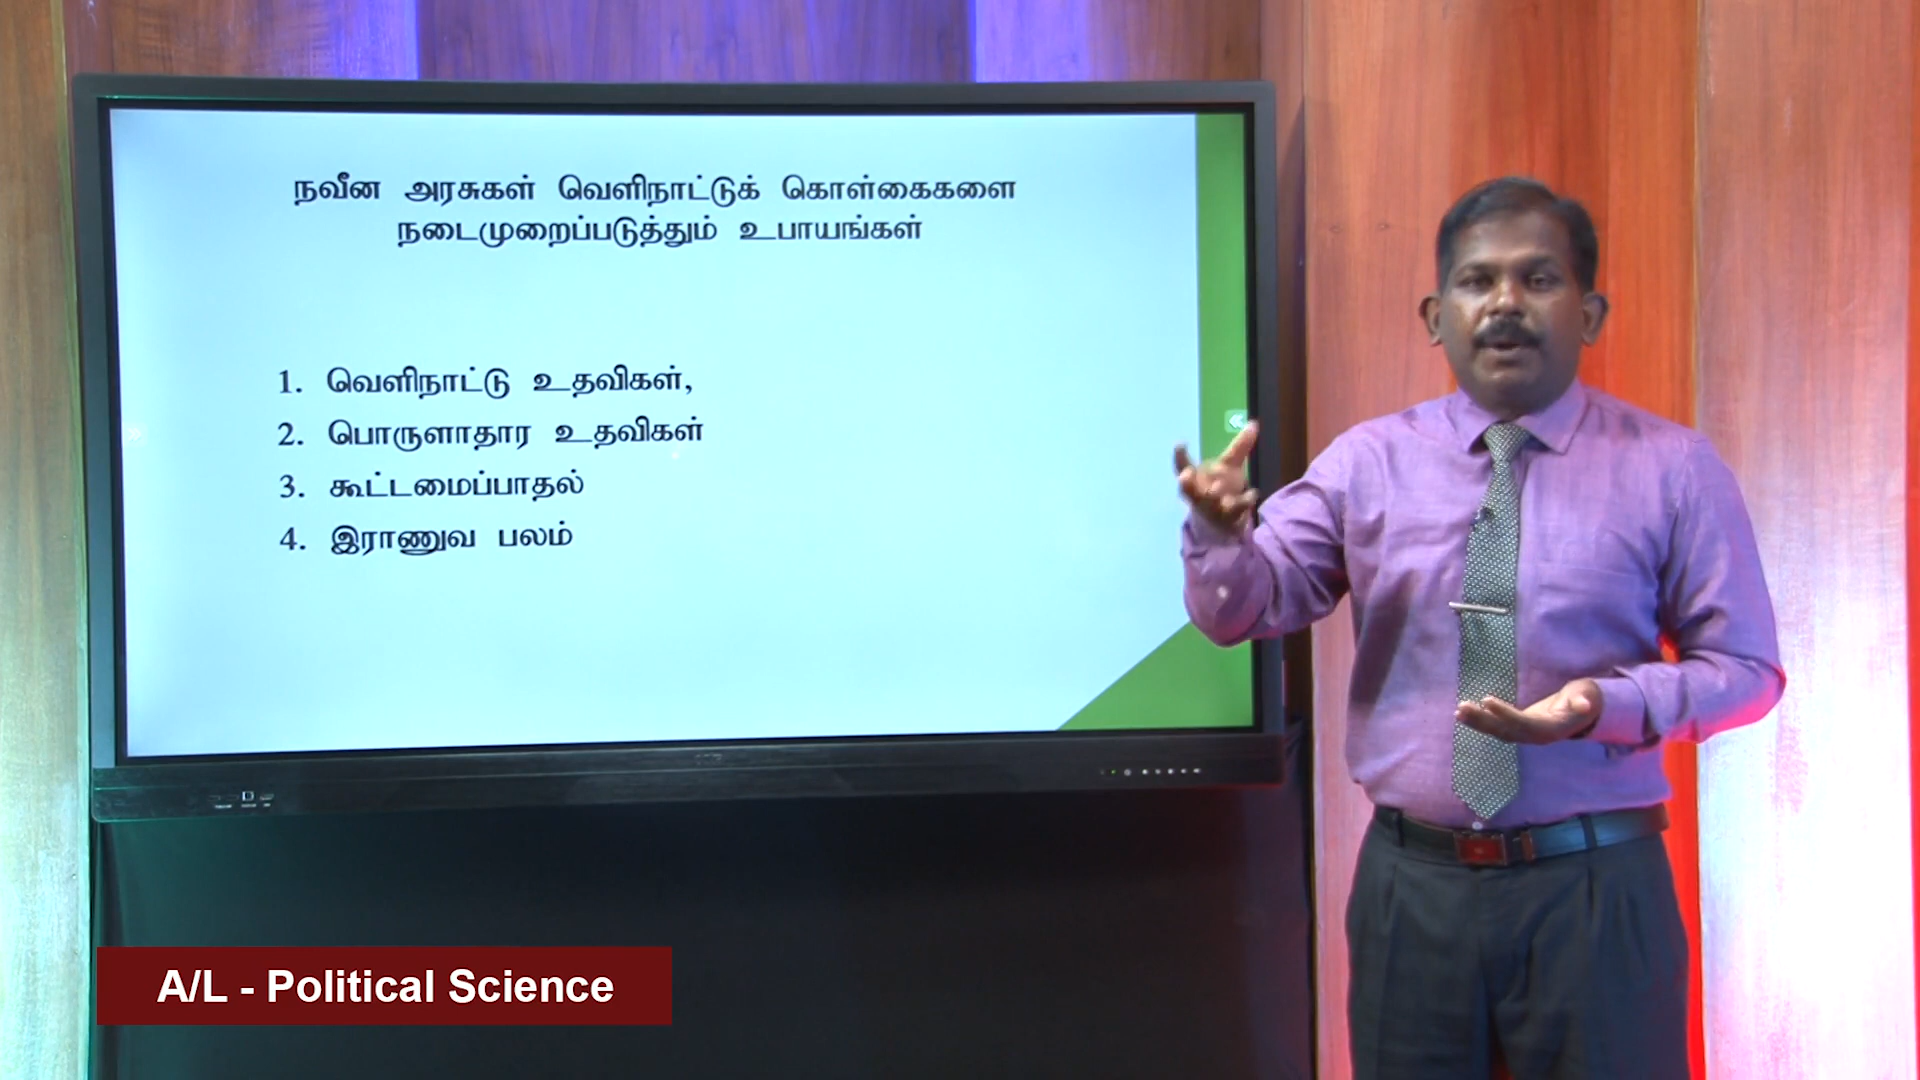 நவீன அரசுகள் வெளிநாட்டுக் கொள்கைகளை
நடைமுறைப்படுத்தும் உபாயங்கள்
1. வெளிநாட்டு உதவிகள்,
2. பொருளாதார உதவிகள்
3. கூட்டமைப்பாதல்
4. இராணுவ பலம்
A/L - Political Science